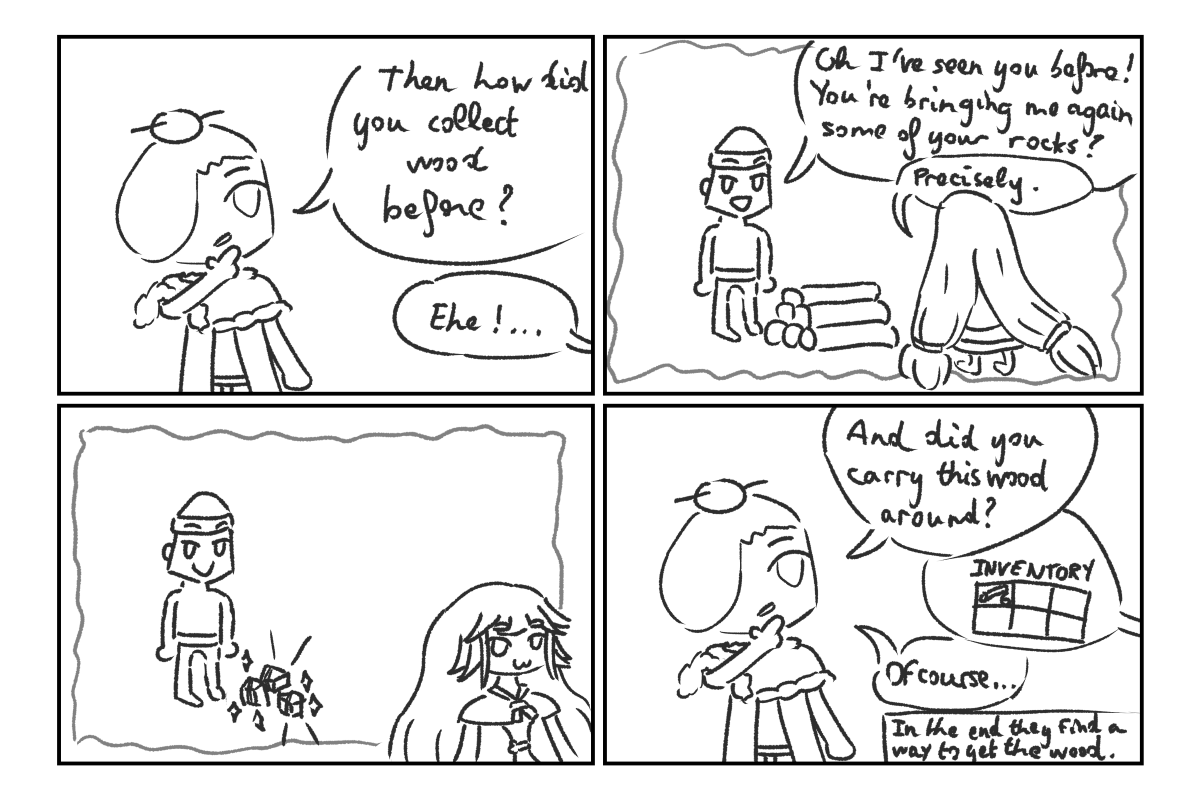 Then how did
you collect
wood
before?
Ehe!...
Oh I've seen you before!
You're bringing me again
some of your rocks?
Precisely.
And did you
carry this wood
around?
INVENTORY
Of course...
In the end they find a
way to get the wood.